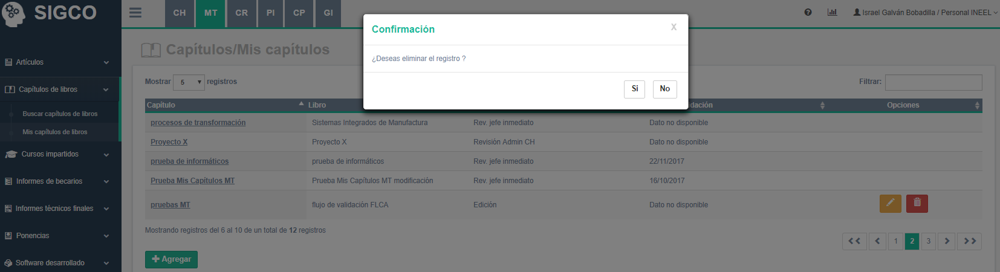 SIGCO
CH MT CR PI CP GI
Israel Galván Bobadilla / Personal INEEL
Confirmación X
¿Deseas eliminar el registro ?
Si No
Artículos
Capítulos de libros
Buscar capítulos de libros
Mis capítulos de libros
Cursos impartidos
Informes de becarios
Informes técnicos finales
Ponencias
Software desarrollado
Capítulos/Mis capítulos
Mostrar 5 registros Filtrar:
Capítulo Libro Opciones
procesos de transformación Sistemas Integrados de Manufactura Rev. jefe inmediato Dato no disponible
Proyecto X Proyecto X Revisión Admin CH Dato no disponible
prueba de informáticos prueba de informáticos Rev. jefe inmediato 22/11/2017
Prueba Mis Capítulos MT Prueba Mis Capítulos MT modificación Rev. jefe inmediato 16/10/2017
pruebas MT flujo de validación FLCA Edición Dato no disponible
Mostrando registros del 6 al 10 de un total de 12 registros
1 2 3
Agregar